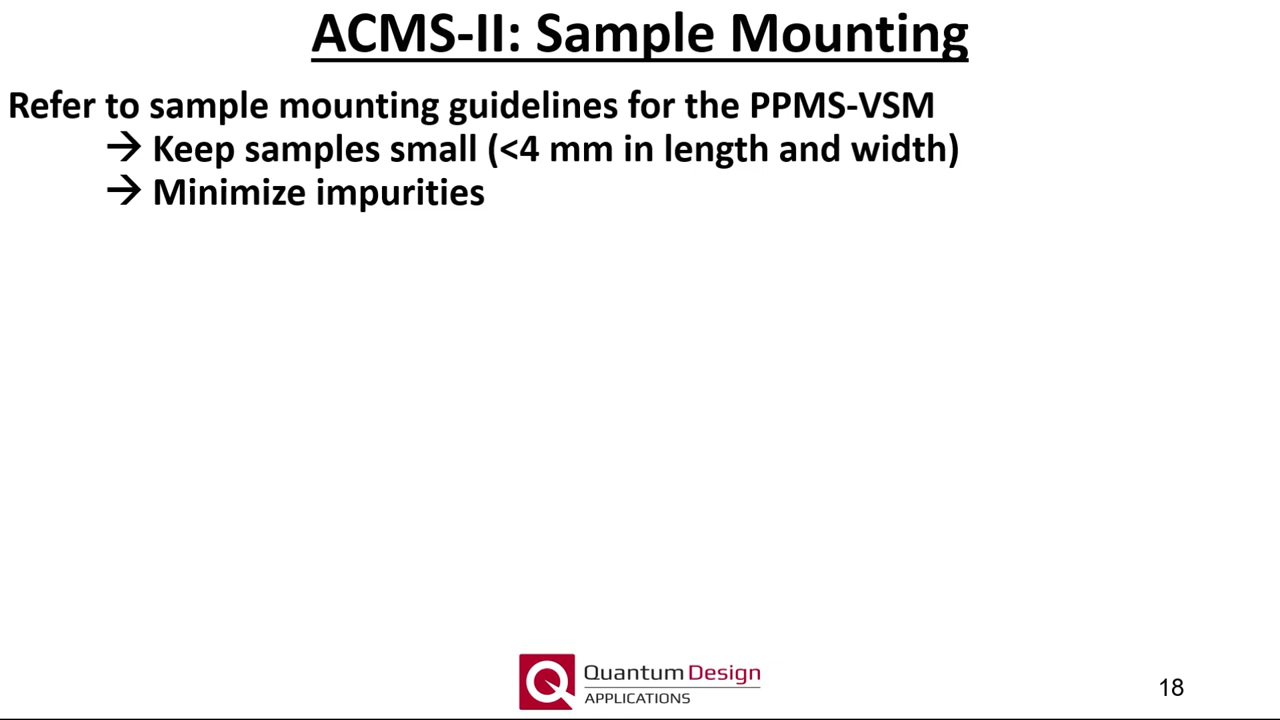 ACMS-II: Sample Mounting
Refer to sample mounting guidelines for the PPMS-VSM
→ Keep samples small (<4 mm in length and width)
→ Minimize impurities
Quantum Design
APPLICATIONS
18